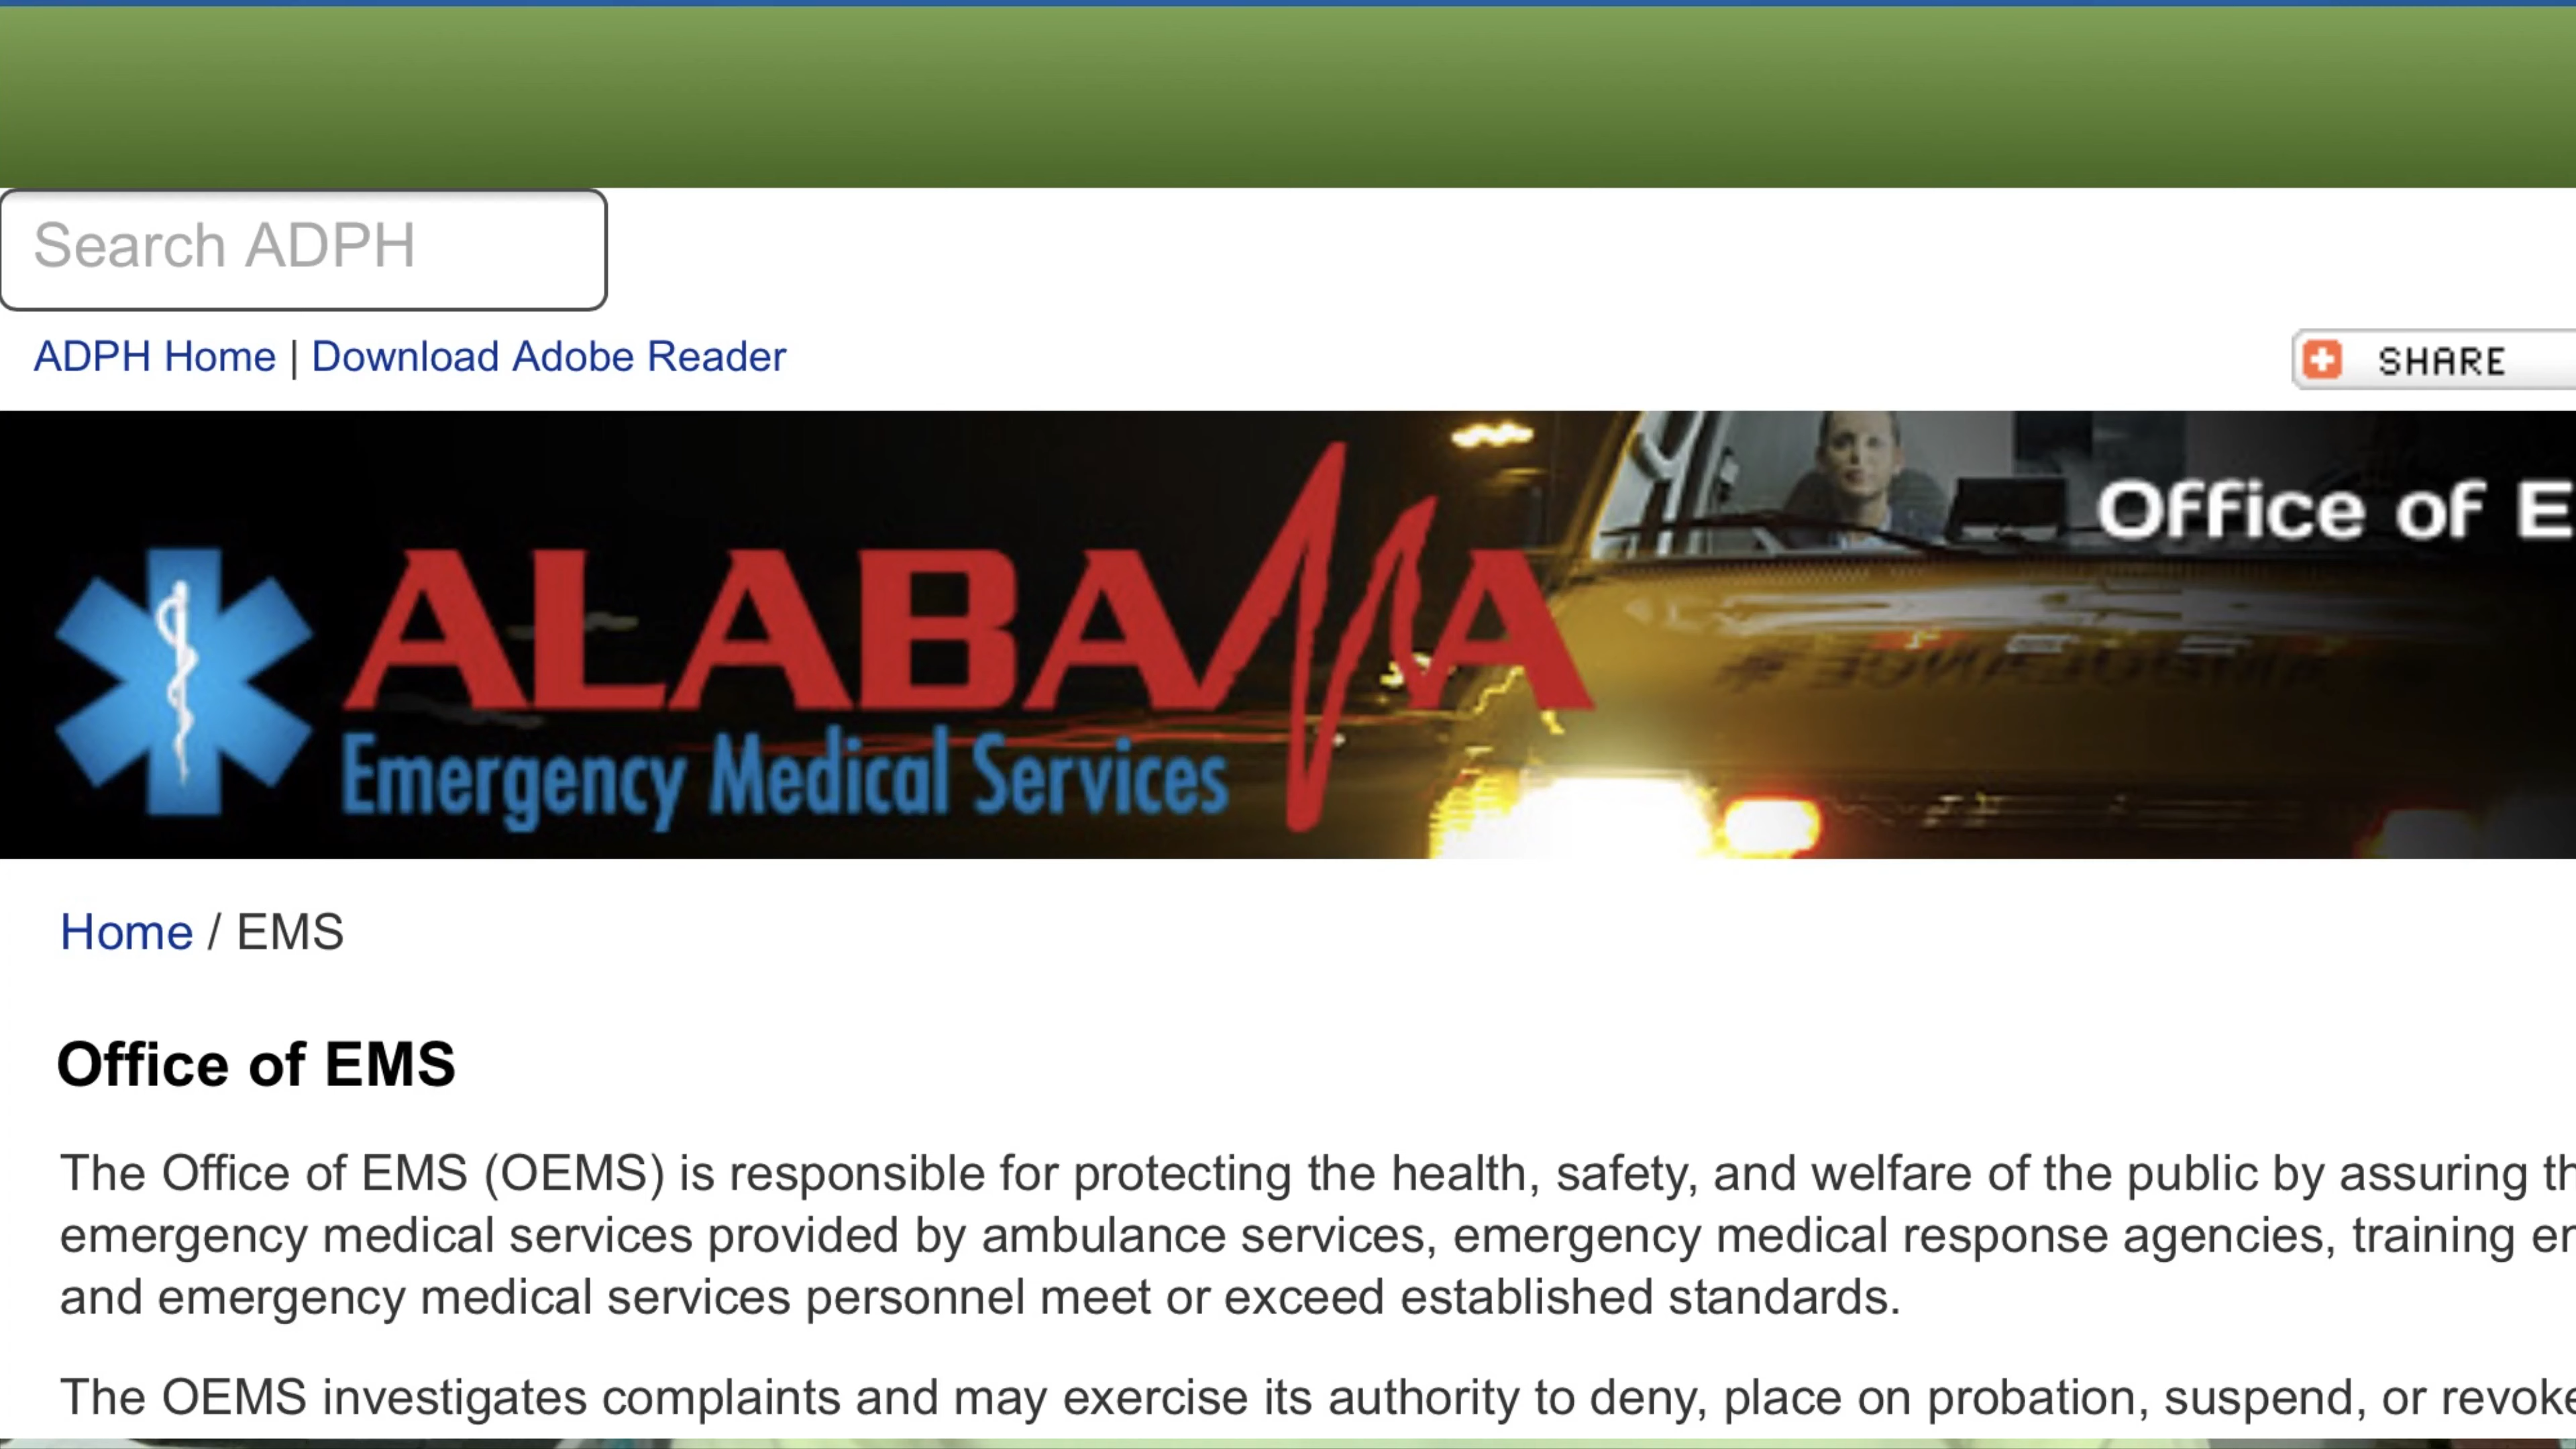 Search ADPH
ADPH Home | Download Adobe Reader
SHARE
Office of E
ALABAMA
Emergency Medical Services
Home / EMS
Office of EMS
The Office of EMS (OEMS) is responsible for protecting the health, safety, and welfare of the public by assuring th
emergency medical services provided by ambulance services, emergency medical response agencies, training en
and emergency medical services personnel meet or exceed established standards.
The OEMS investigates complaints and may exercise its authority to deny, place on probation, suspend, or revoke